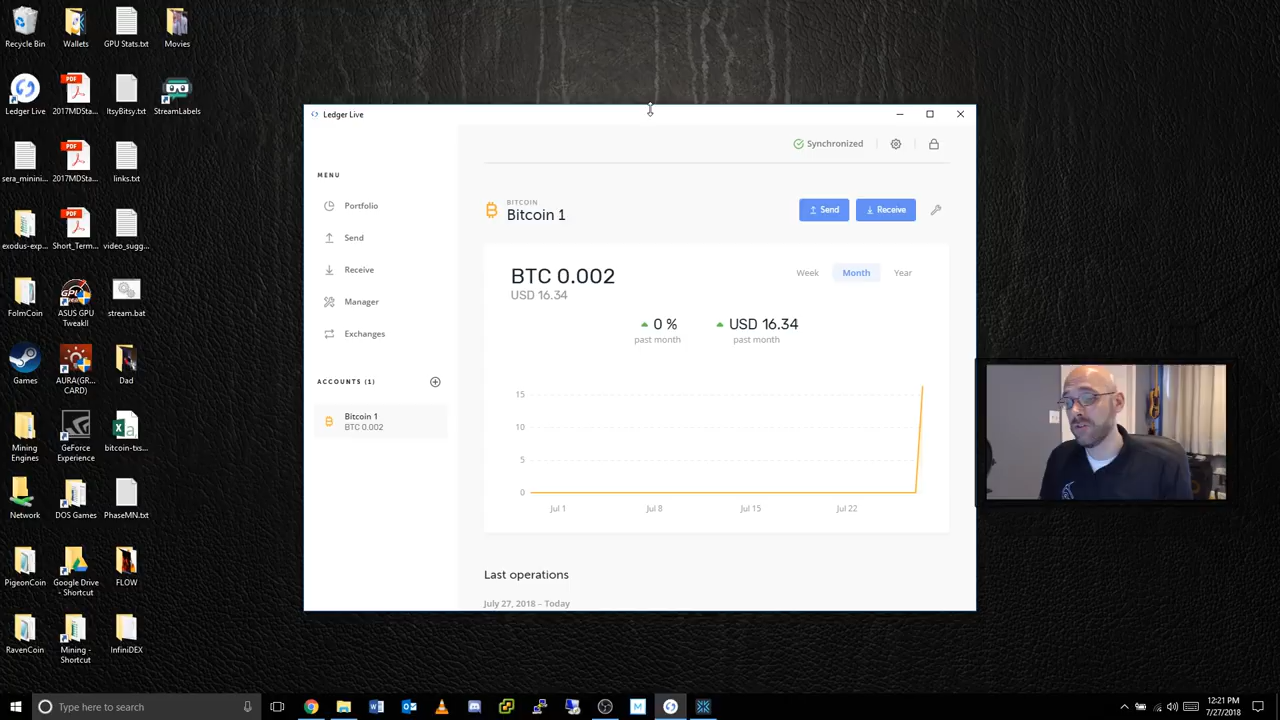 Recycle Bin
Wallets
GPU Stats.txt
Movies
Ledger Live
2017MDSta...
ItsyBitsy.txt
StreamLabels
sera_minini...
2017MDSta...
links.txt
exodus-exp...
Short_Term...
video_sugg...
FolmCoin
ASUS GPU
TweakII
stream.bat
Games
AURA(GR...
CARD)
Dad
Mining
Engines
GeForce
Experience
bitcoin-txs...
Network
DOS Games
PhaseMN.txt
PigeonCoin
Google Drive
- Shortcut
FLOW
RavenCoin
Mining -
Shortcut
InfiniDEX
Ledger Live
Synchronized
MENU
Portfolio
Send
Receive
Manager
Exchanges
ACCOUNTS (1)
Bitcoin 1
BTC 0.002
BITCOIN
Bitcoin 1
Send
Receive
BTC 0.002
USD 16.34
Week
Month
Year
0 %
past month
USD 16.34
past month
15
10
5
0
Jul 1
Jul 8
Jul 15
Jul 22
Last operations
July 27, 2018 – Today
Type here to search
12:21 PM
7/27/2018